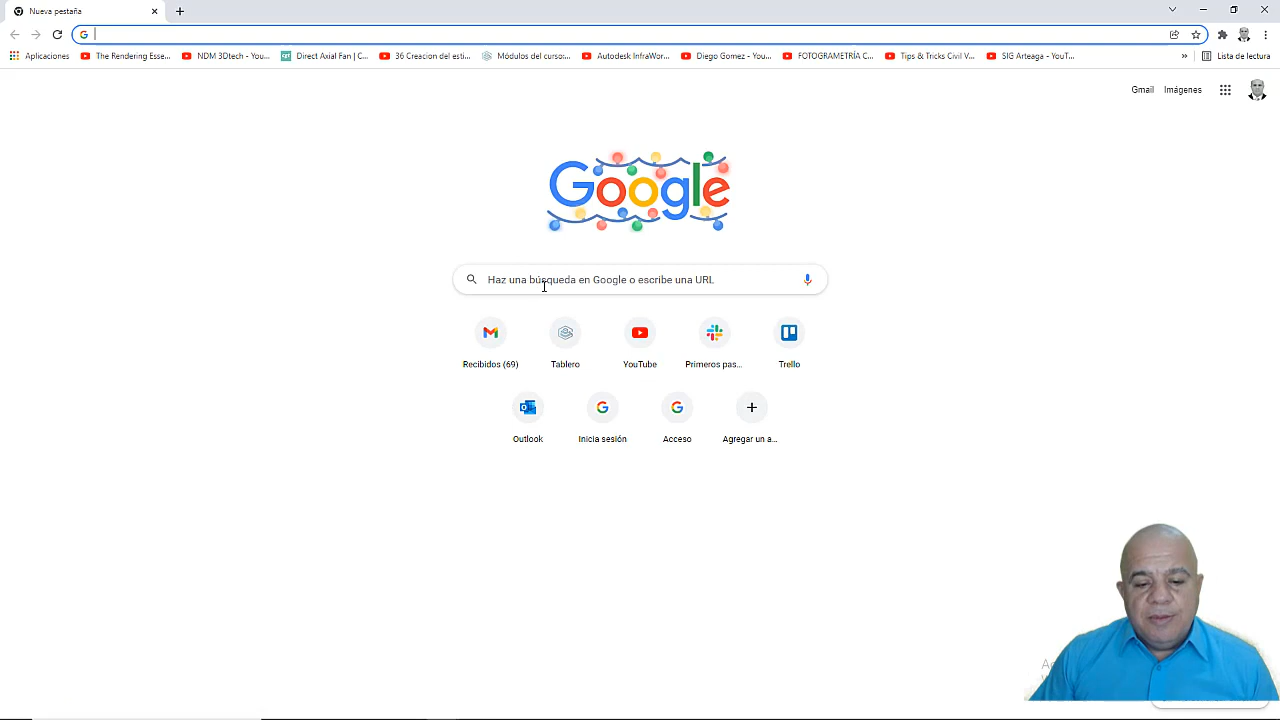 Nueva pestaña
Aplicaciones
The Rendering Esse...
NDM 3Dtech - You...
Direct Axial Fan | C...
36 Creacion del esti...
Módulos del curso:...
Autodesk InfraWor...
Diego Gomez - You...
FOTOGRAMETRÍA C...
Tips & Tricks Civil V...
SIG Arteaga - YouT...
»
Lista de lectura
Gmail
Imágenes
Google
Haz una búsqueda en Google o escribe una URL
Recibidos (69)
Tablero
YouTube
Primeros pas...
Trello
Outlook
Inicia sesión
Acceso
Agregar un a...